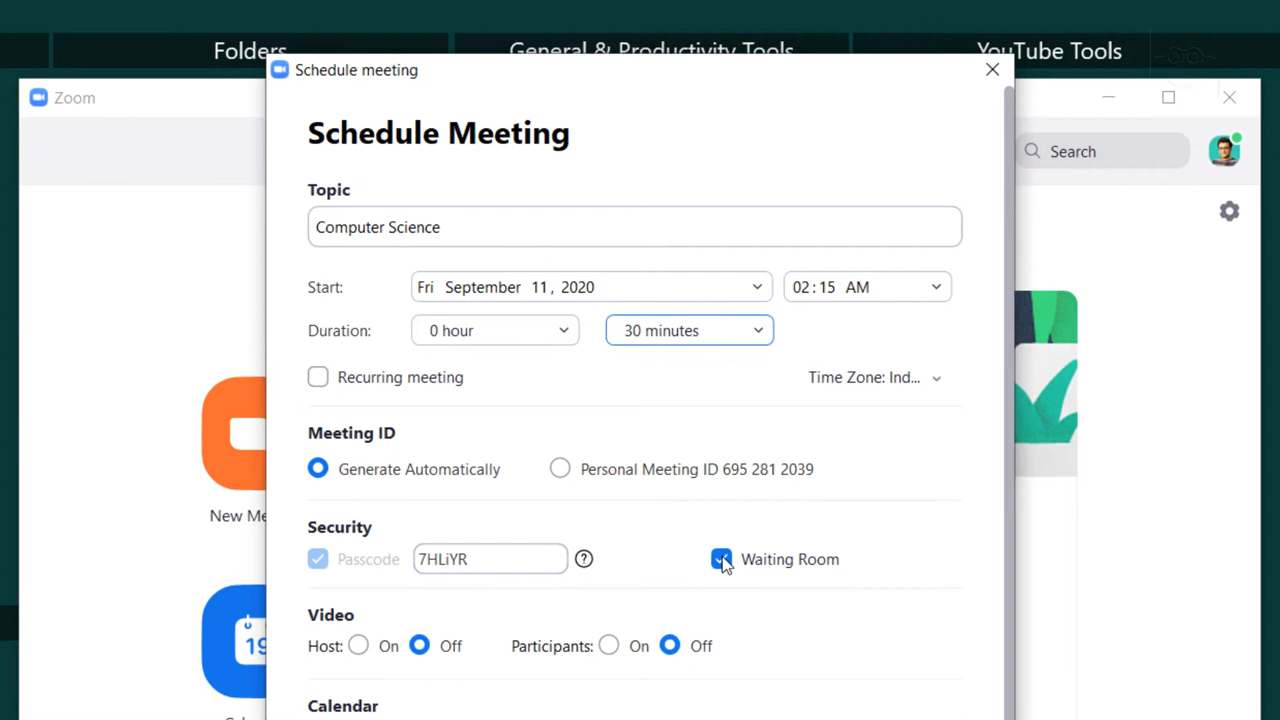 Folders
General & Productivity Tools
YouTube Tools
Schedule meeting
Zoom
Schedule Meeting
Search
Topic
Computer Science
Start:
Fri September 11, 2020
02:15 AM
Duration:
0 hour
30 minutes
Recurring meeting
Time Zone: Ind...
Meeting ID
Generate Automatically
Personal Meeting ID 695 281 2039
New Me
Security
Passcode
7HLiYR
?
Waiting Room
Video
19
Host:
On
Off
Participants:
On
Off
Calendar